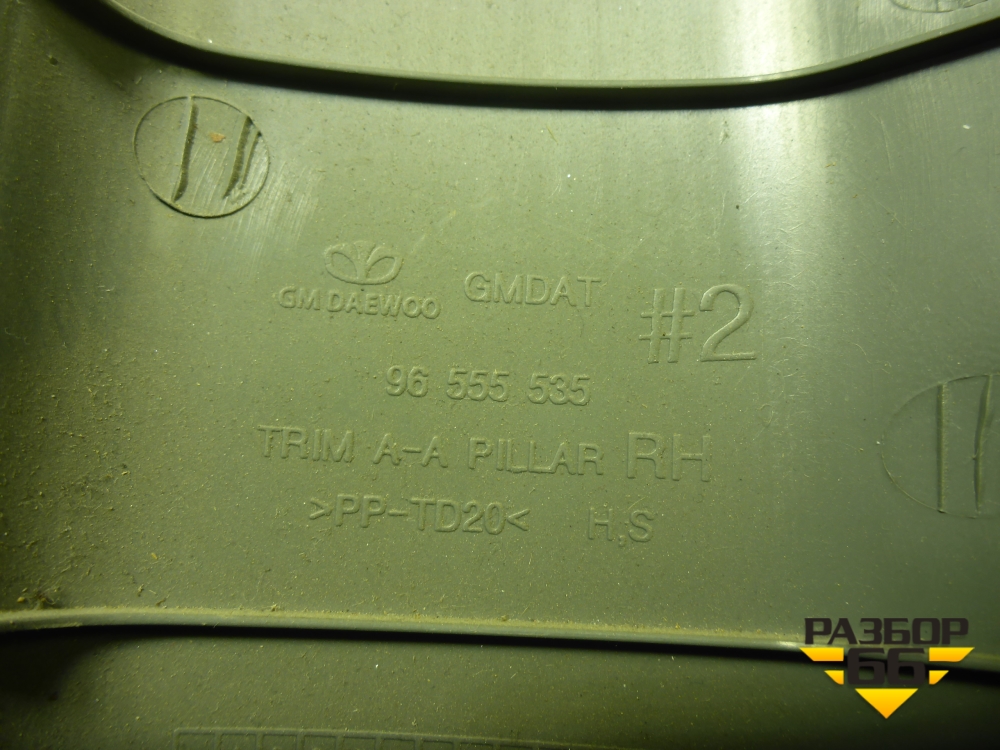 GM DAEWOO GMDAT #2
96 555 535
TRIM A-A PILLAR RH
>PP-TD20< H,S
РАЗБОР
66